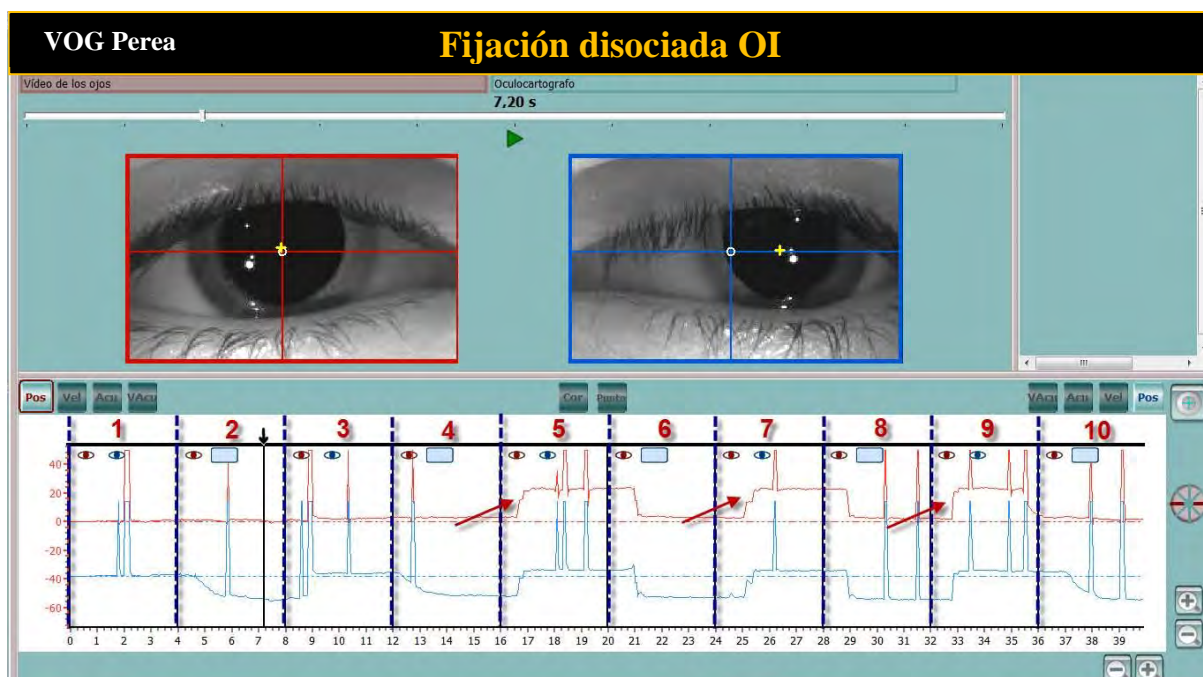 VOG Perea
Fijación disociada OI
Vídeo de los ojos
Oculocartografo
7,20 s
Pos Vel Acu VAcu Cor Punto VAcu Acu Vel Pos
1 2 3 4 5 6 7 8 9 10
40
20
0
-20
-40
-60
0 1 2 3 4 5 6 7 8 9 10 11 12 13 14 15 16 17 18 19 20 21 22 23 24 25 26 27 28 29 30 31 32 33 34 35 36 37 38 39